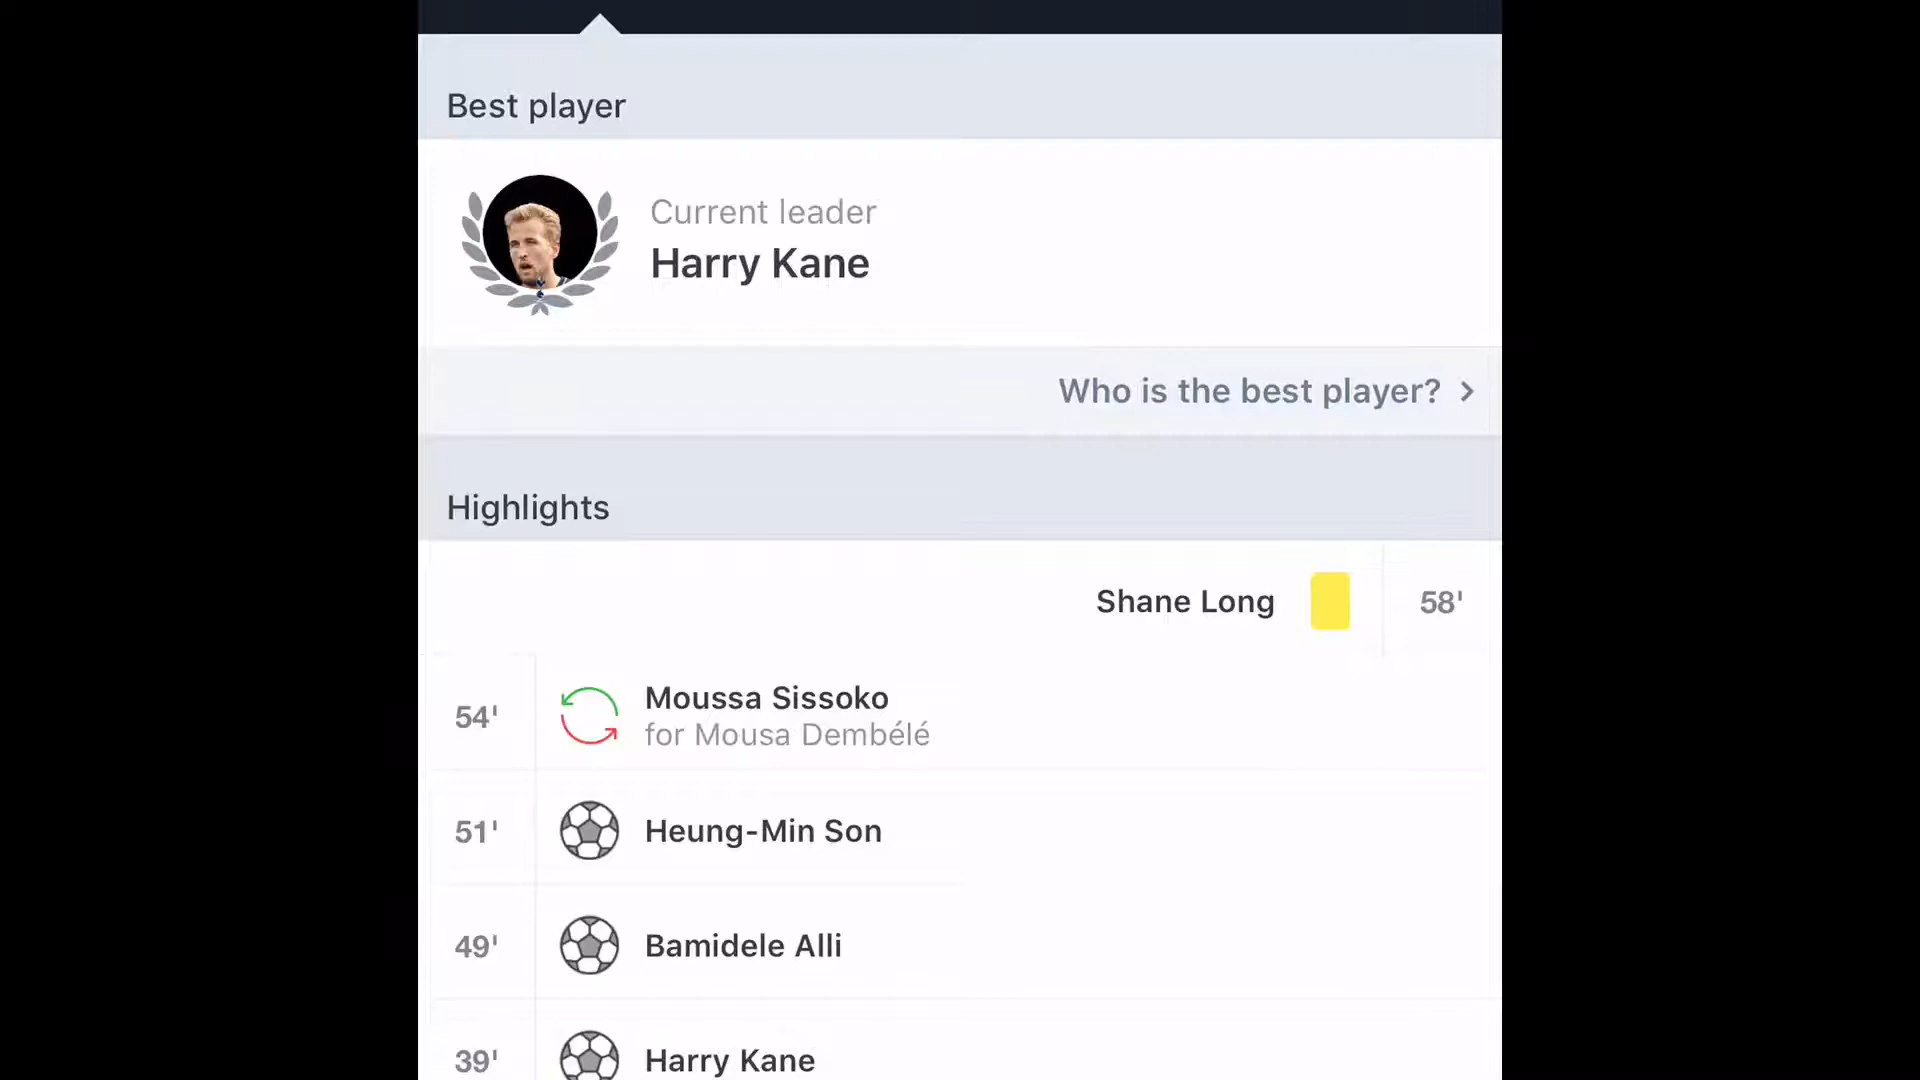 Best player
Current leader
Harry Kane
Who is the best player?
Highlights
Shane Long 58'
54' Moussa Sissoko
for Mousa Dembélé
51' Heung-Min Son
49' Bamidele Alli
39' Harry Kane